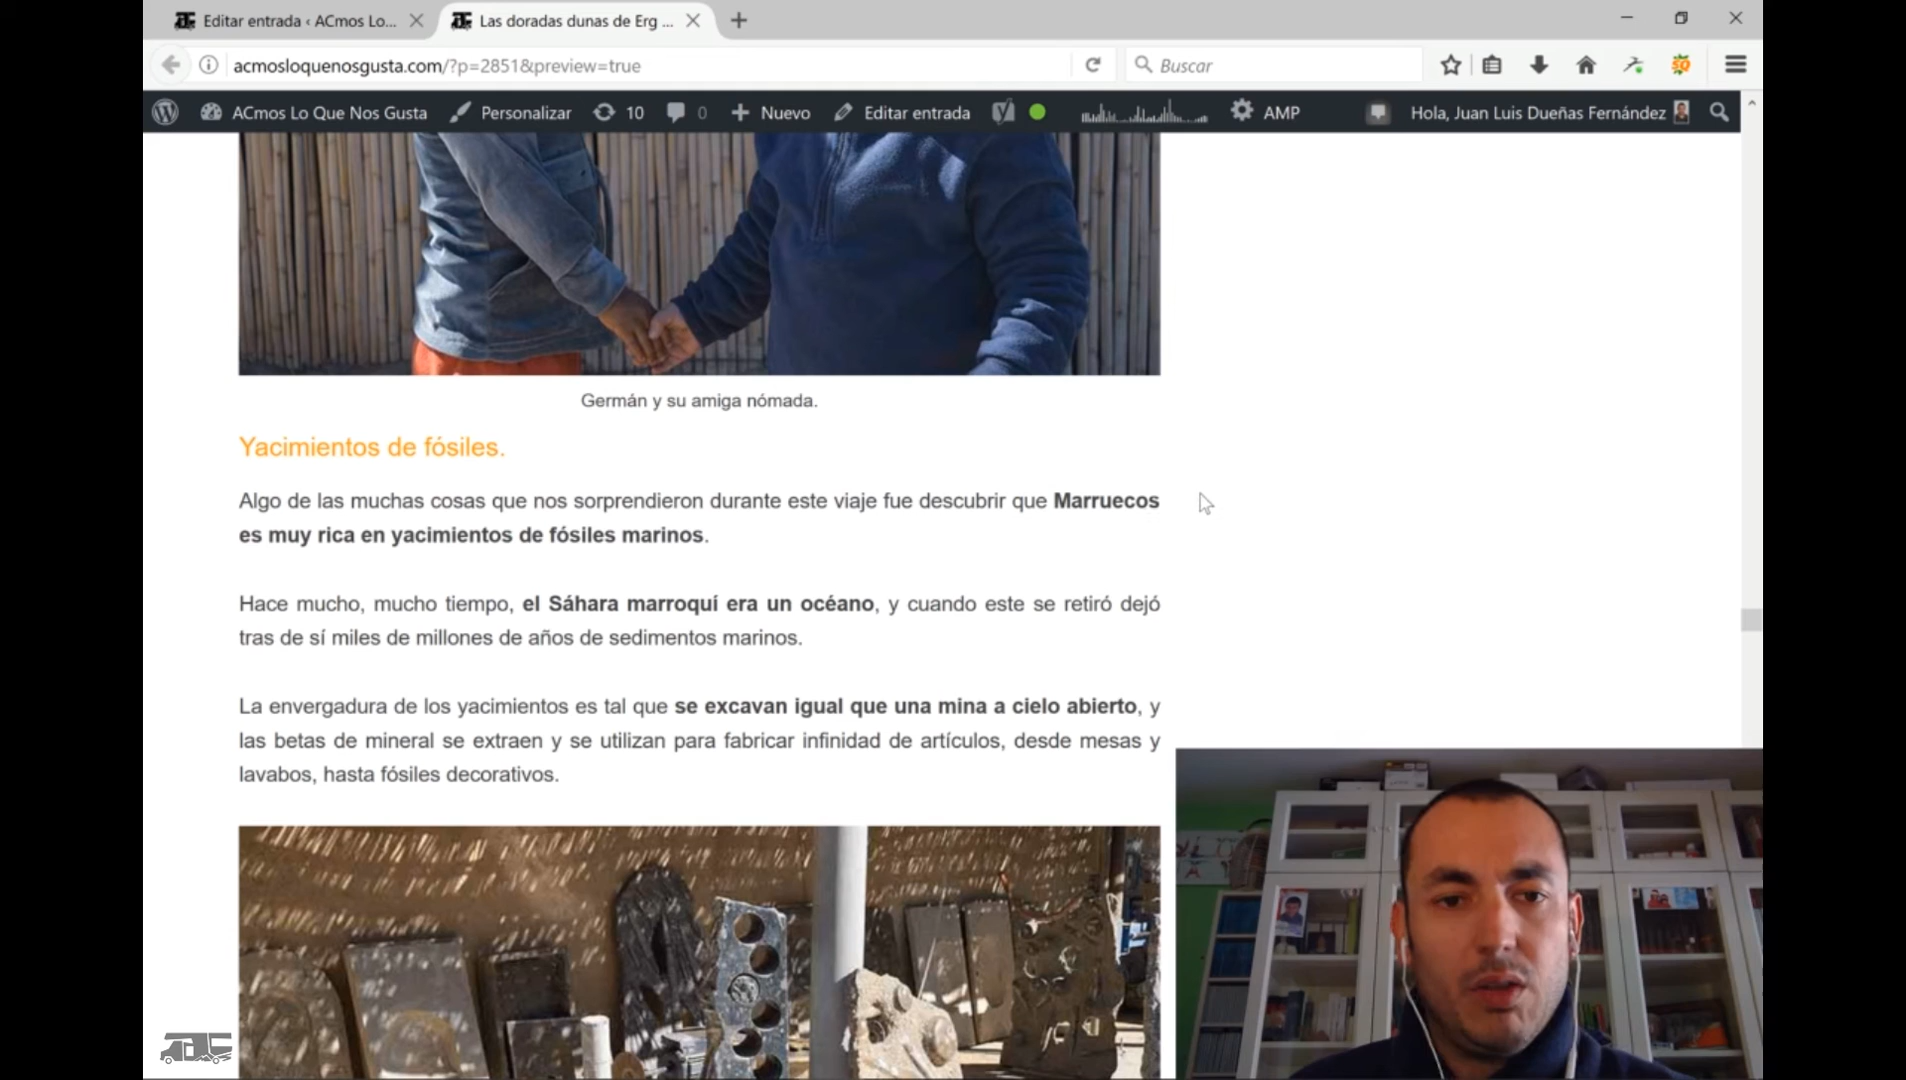 Editar entrada ‹ ACmos Lo...
Las doradas dunas de Erg ...
acmosloquenosgusta.com/?p=2851&preview=true
Buscar
ACmos Lo Que Nos Gusta
Personalizar
10
0
Nuevo
Editar entrada
AMP
Hola, Juan Luis Dueñas Fernández
Germán y su amiga nómada.
Yacimientos de fósiles.
Algo de las muchas cosas que nos sorprendieron durante este viaje fue descubrir que Marruecos
es muy rica en yacimientos de fósiles marinos.
Hace mucho, mucho tiempo, el Sáhara marroquí era un océano, y cuando este se retiró dejó
tras de sí miles de millones de años de sedimentos marinos.
La envergadura de los yacimientos es tal que se excavan igual que una mina a cielo abierto, y
las betas de mineral se extraen y se utilizan para fabricar infinidad de artículos, desde mesas y
lavabos, hasta fósiles decorativos.